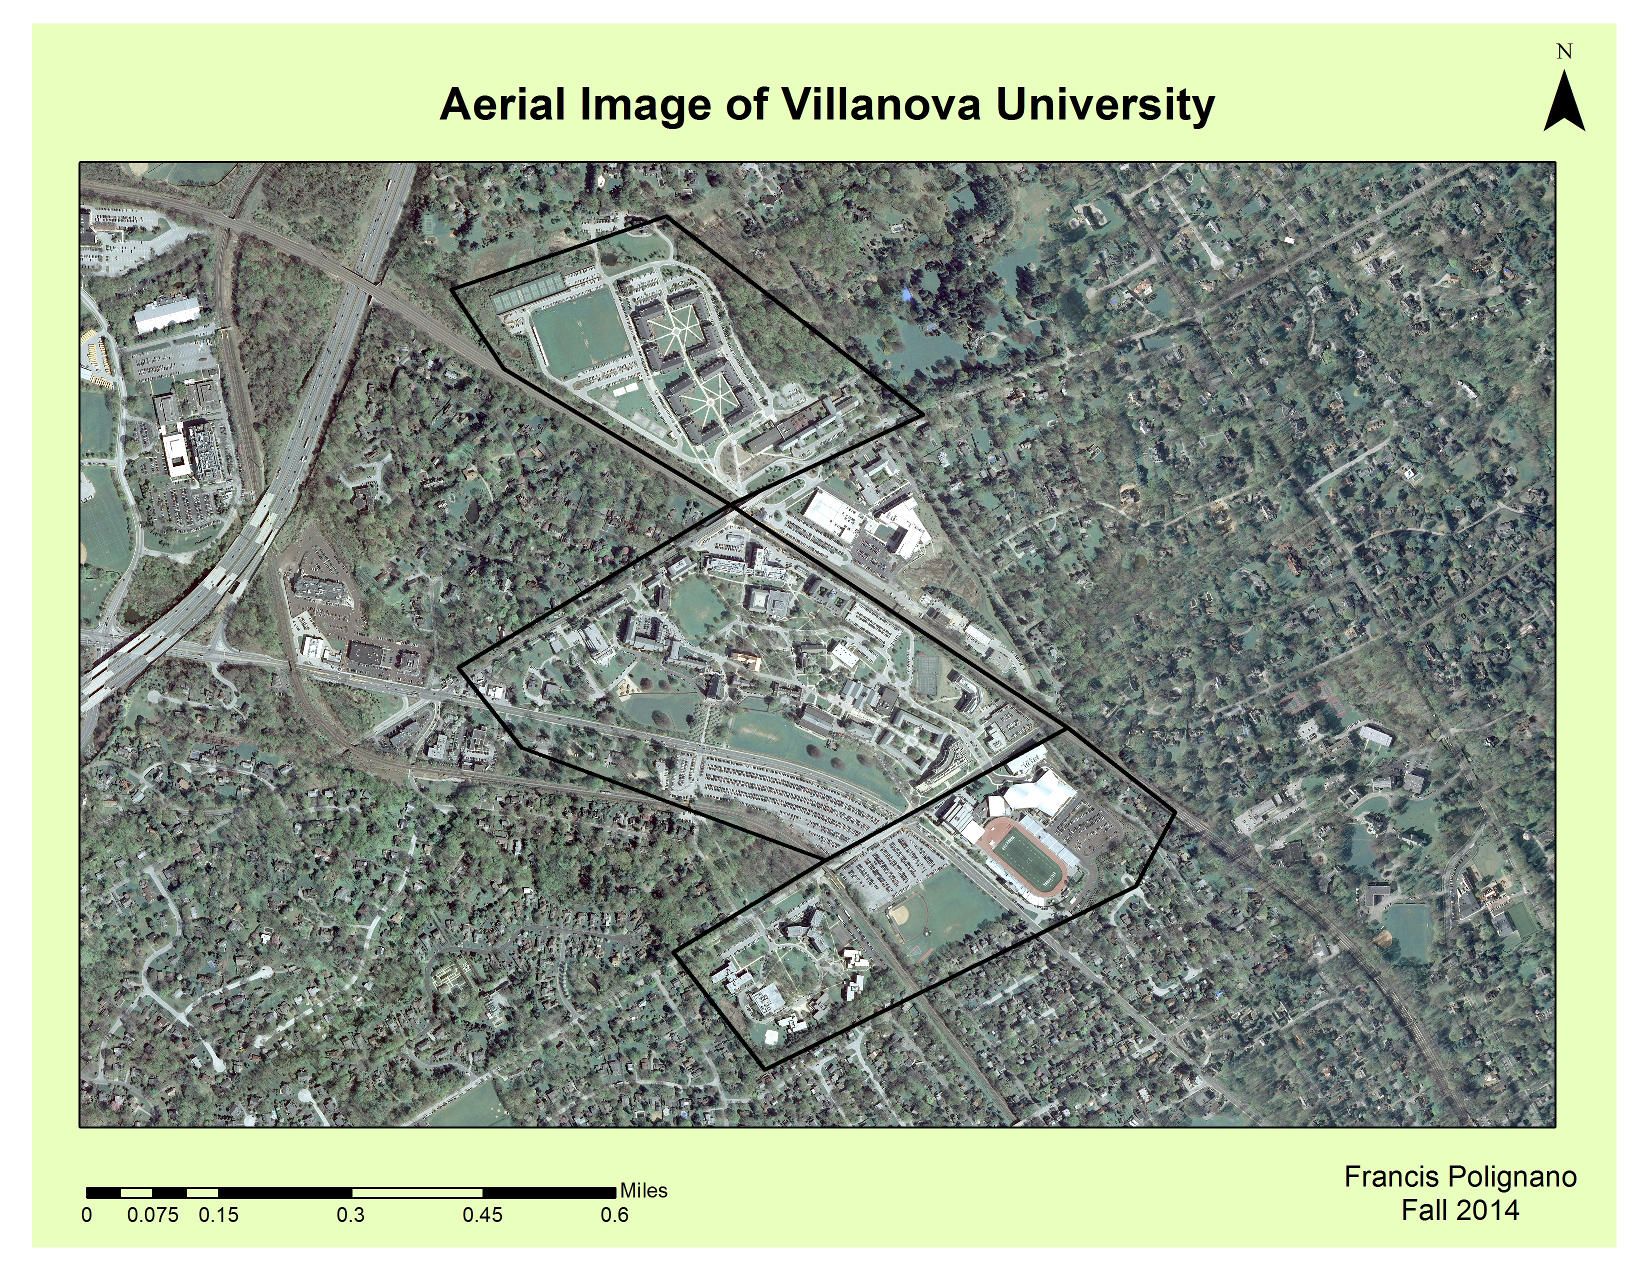 N
Aerial Image of Villanova University
Miles
0 0.075 0.15 0.3 0.45 0.6
Francis Polignano
Fall 2014